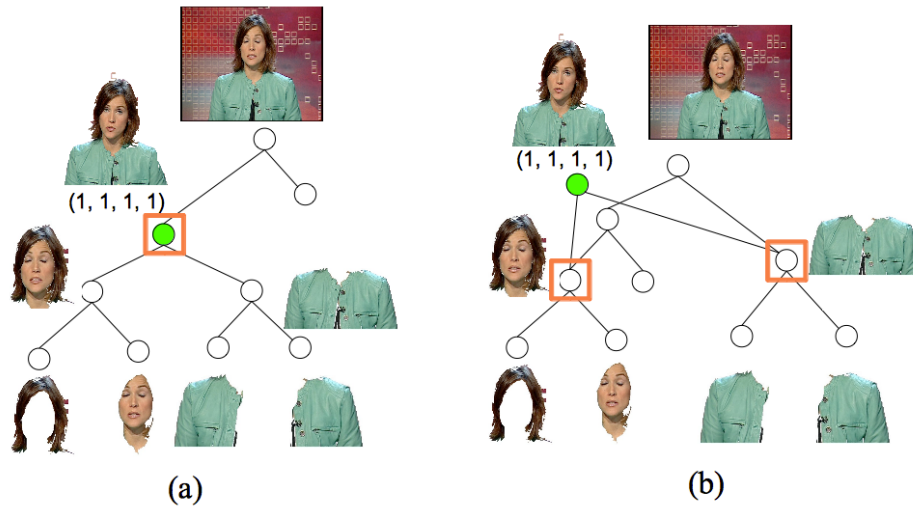 (1, 1, 1, 1)
(1, 1, 1, 1)
(a)
(b)